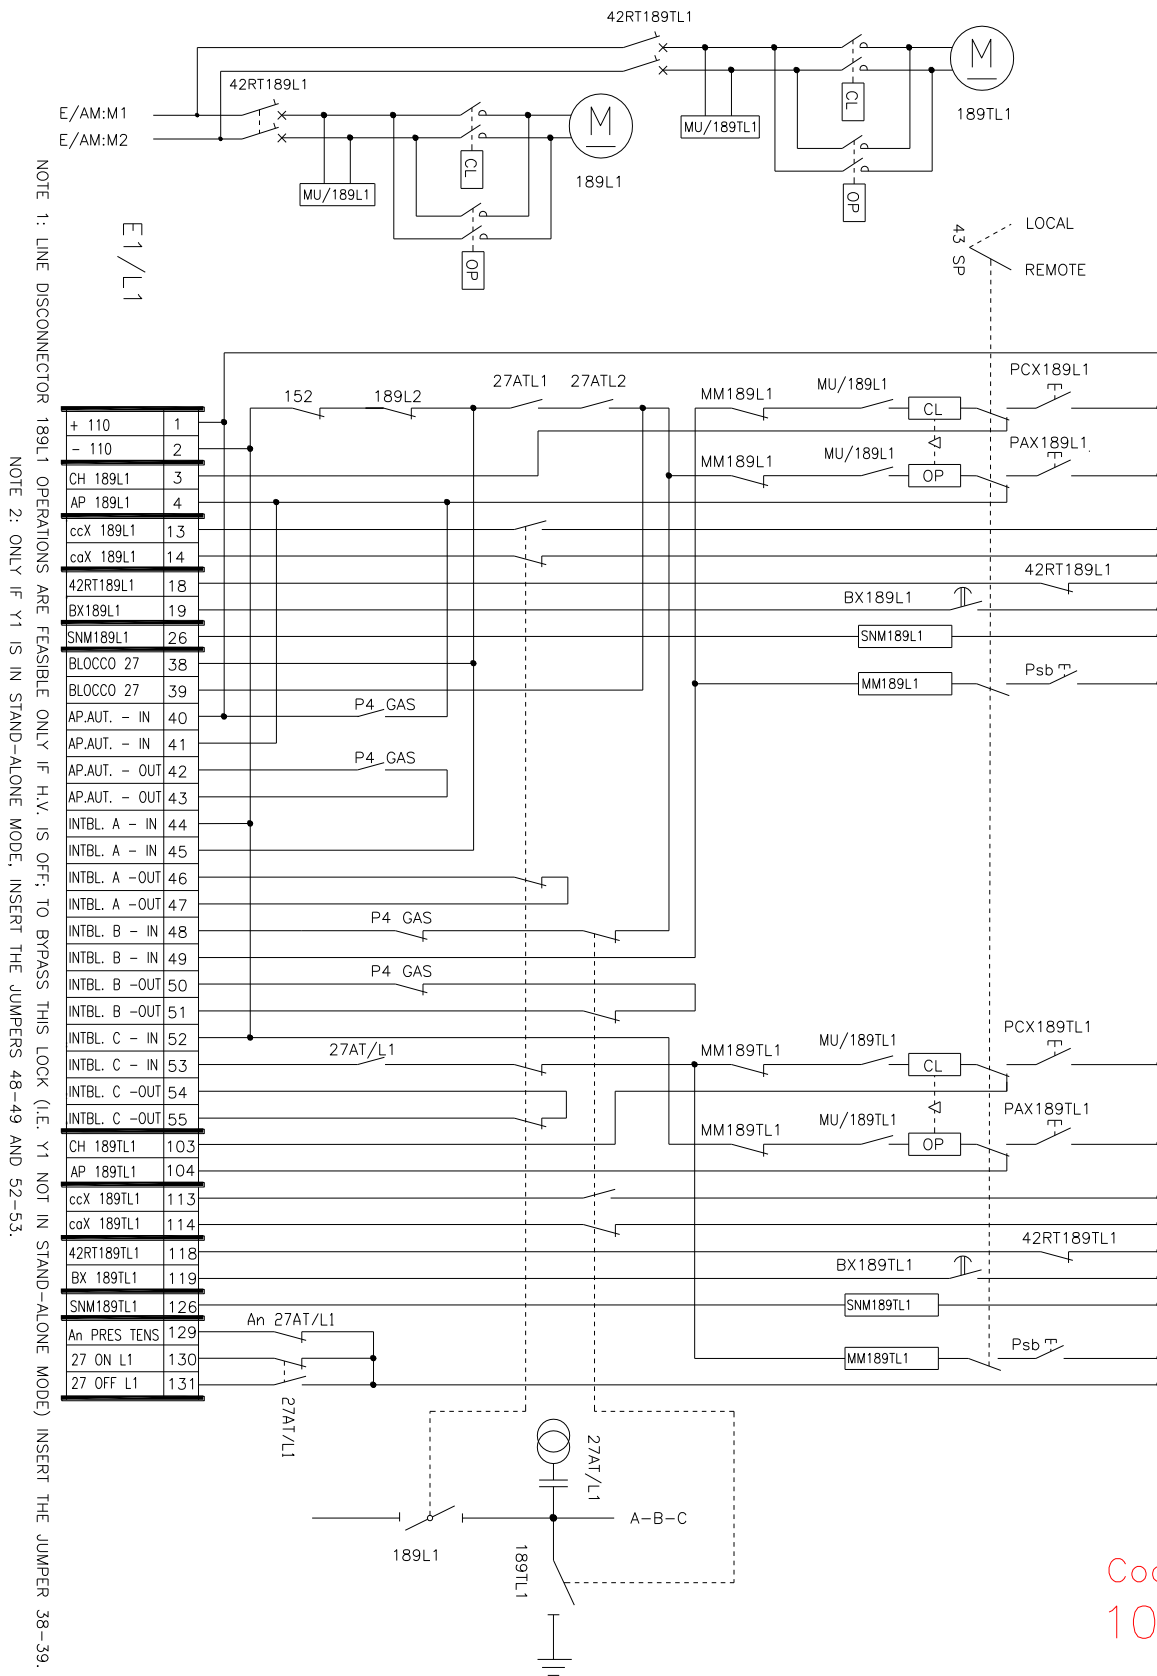 42RT189TL1
42RT189L1
E/AM:M1
E/AM:M2
M
189TL1
CL
MU/189TL1
OP
M
189L1
CL
MU/189L1
OP
E1/L1
43 SP
LOCAL
REMOTE
NOTE 1: LINE DISCONNECTOR 189L1 OPERATIONS ARE FEASIBLE ONLY IF H.V. IS OFF; TO BYPASS THIS LOCK (I.E. Y1 NOT IN STAND-ALONE MODE) INSERT THE JUMPER 38-39.
NOTE 2: ONLY IF Y1 IS IN STAND-ALONE MODE, INSERT THE JUMPERS 48-49 AND 52-53.
152
189L2
27ATL1
27ATL2
MM189L1
MU/189L1
CL
PCX189L1
MM189L1
MU/189L1
OP
PAX189L1
+ 110 1
- 110 2
CH 189L1 3
AP 189L1 4
ccX 189L1 13
caX 189L1 14
42RT189L1 18
42RT189L1
BX189L1 19
BX189L1
SNM189L1 26
SNM189L1
BLOCCO 27 38
BLOCCO 27 39
MM189L1
Psb
AP.AUT. - IN 40
P4 GAS
AP.AUT. - IN 41
AP.AUT. - OUT 42
P4 GAS
AP.AUT. - OUT 43
INTBL. A - IN 44
INTBL. A - IN 45
INTBL. A -OUT 46
INTBL. A -OUT 47
INTBL. B - IN 48
P4 GAS
INTBL. B - IN 49
INTBL. B -OUT 50
P4 GAS
INTBL. B -OUT 51
INTBL. C - IN 52
INTBL. C - IN 53
27AT/L1
MM189TL1
MU/189TL1
CL
PCX189TL1
INTBL. C -OUT 54
INTBL. C -OUT 55
CH 189TL1 103
MM189TL1
MU/189TL1
OP
PAX189TL1
AP 189TL1 104
ccX 189TL1 113
caX 189TL1 114
42RT189TL1 118
42RT189TL1
BX 189TL1 119
BX189TL1
SNM189TL1 126
SNM189TL1
An PRES TENS 129
An 27AT/L1
27 ON L1 130
MM189TL1
Psb
27 OFF L1 131
27AT/L1
27AT/L1
A-B-C
189L1
189TL1
10